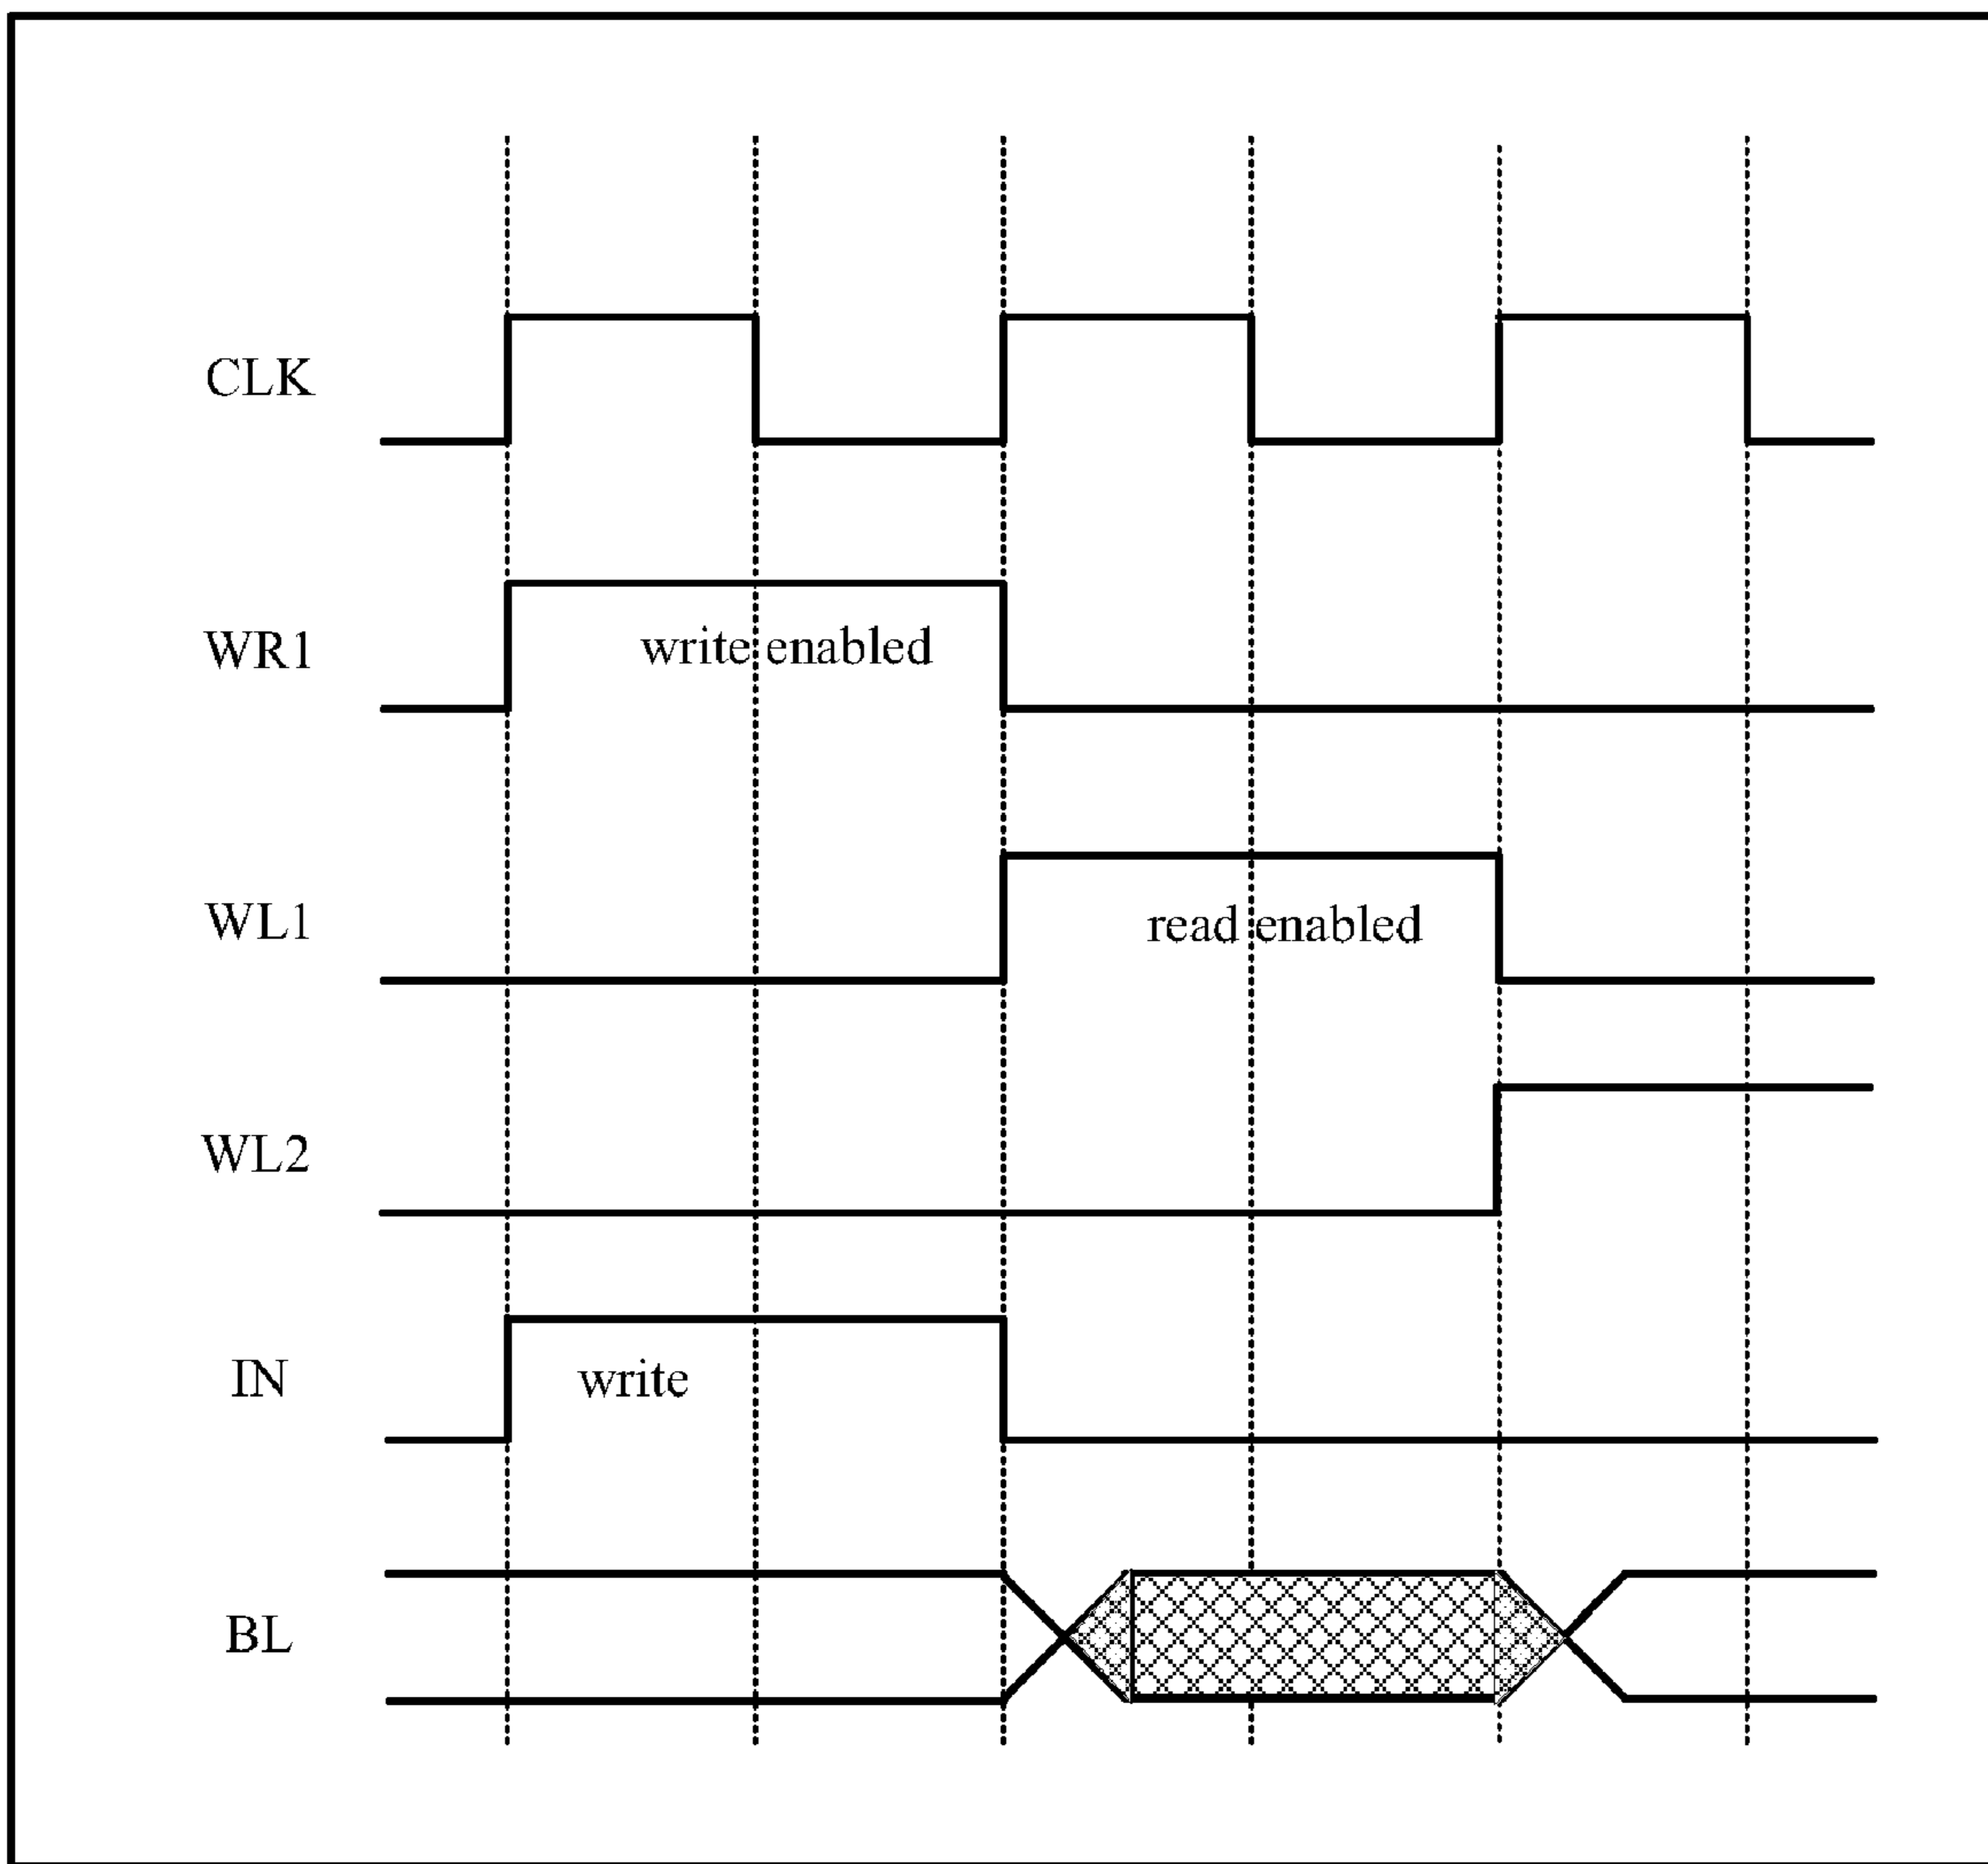 CLK
WR1
write enabled
WL1
read enabled
WL2
IN
write
BL